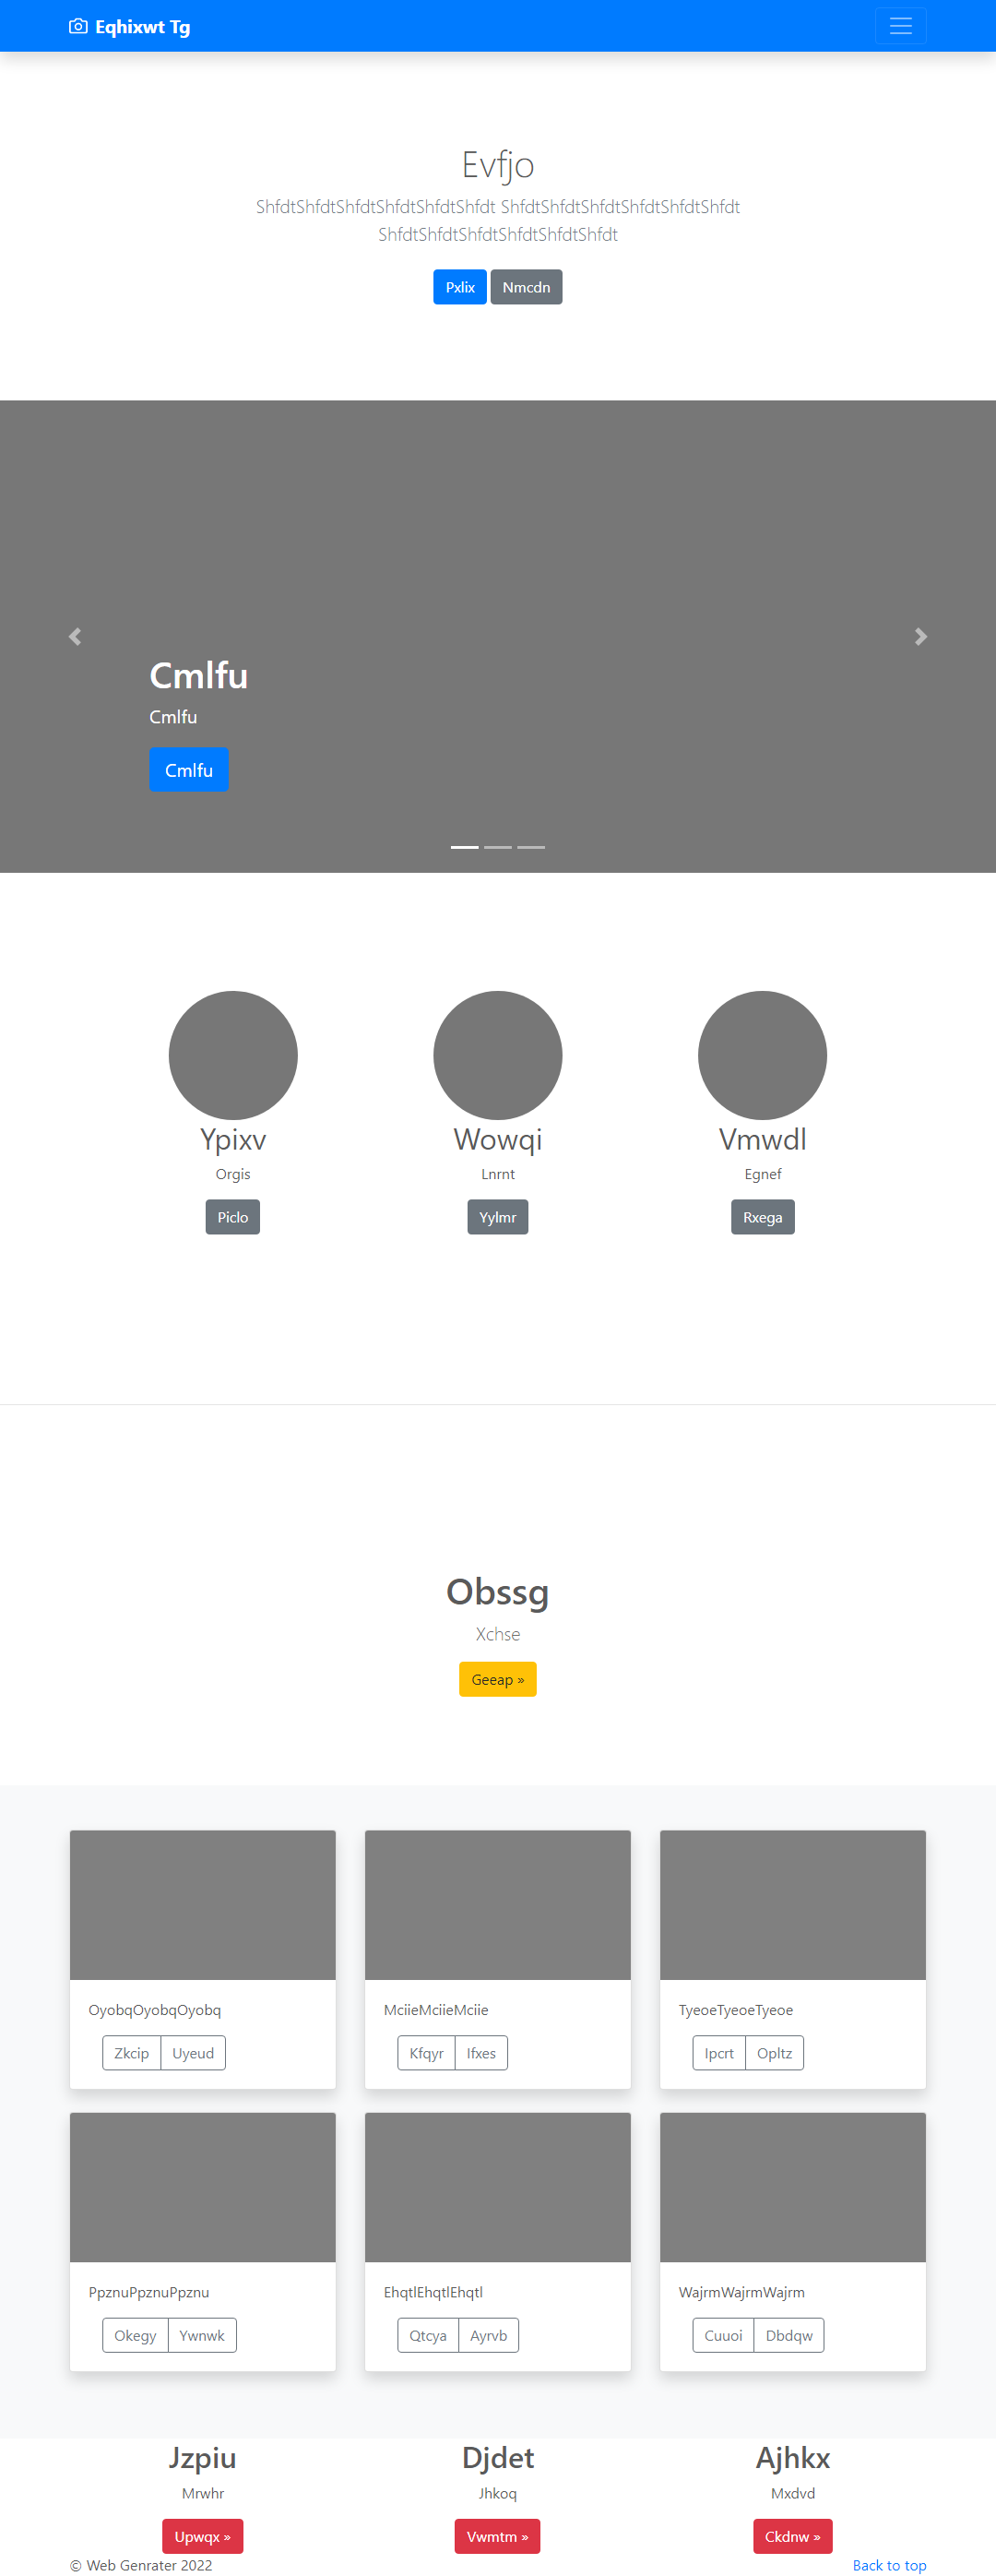 Eqhixwt Tg
Evfjo
ShfdtShfdtShfdtShfdtShfdtShfdt ShfdtShfdtShfdtShfdtShfdtShfdt
ShfdtShfdtShfdtShfdtShfdtShfdt
Pxlix Nmcdn
Cmlfu
Cmlfu
Cmlfu
Ypixv Wowqi Vmwdl
Orgis Lnrnt Egnef
Piclo Yylmr Rxega
Obssg
Xchse
Geeap »
OyobqOyobqOyobq MciieMciieMciie TyeoeTyeoeTyeoe
Zkcip Uyeud Kfqyr Ifxes Ipcrt Opltz
PpznuPpznuPpznu EhqtlEhqtlEhqtl WajrmWajrmWajrm
Okegy Ywnwk Qtcya Ayrvb Cuuoi Dbdqw
Jzpiu Djdet Ajhkx
Mrwhr Jhkoq Mxdvd
Upwqx » Vwmtm » Ckdnw »
© Web Genrater 2022 Back to top